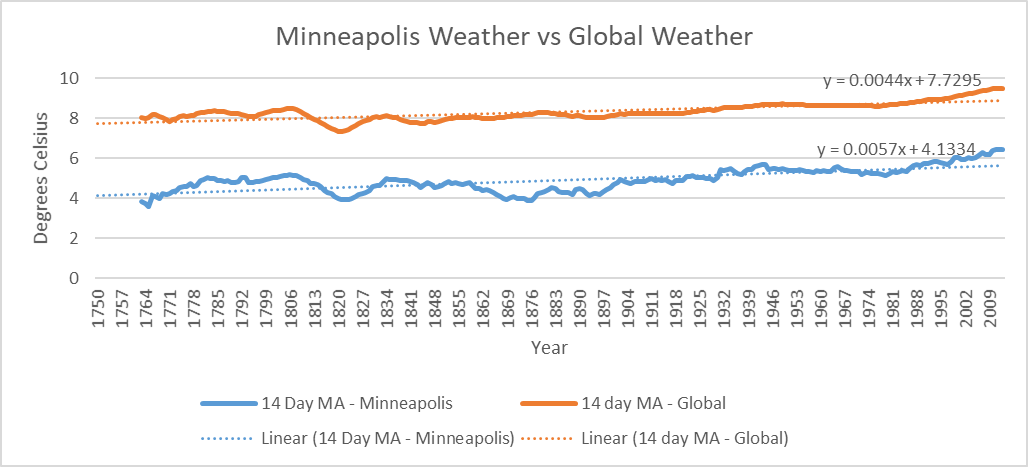 Minneapolis Weather vs Global Weather
y = 0.0044x + 7.7295
y = 0.0057x + 4.1334
Degrees Celsius
10
8
6
4
2
0
1750 1757 1764 1771 1778 1785 1792 1799 1806 1813 1820 1827 1834 1841 1848 1855 1862 1869 1876 1883 1890 1897 1904 1911 1918 1925 1932 1939 1946 1953 1960 1967 1974 1981 1988 1995 2002 2009
Year
14 Day MA - Minneapolis 14 day MA - Global
Linear (14 Day MA - Minneapolis) Linear (14 day MA - Global)